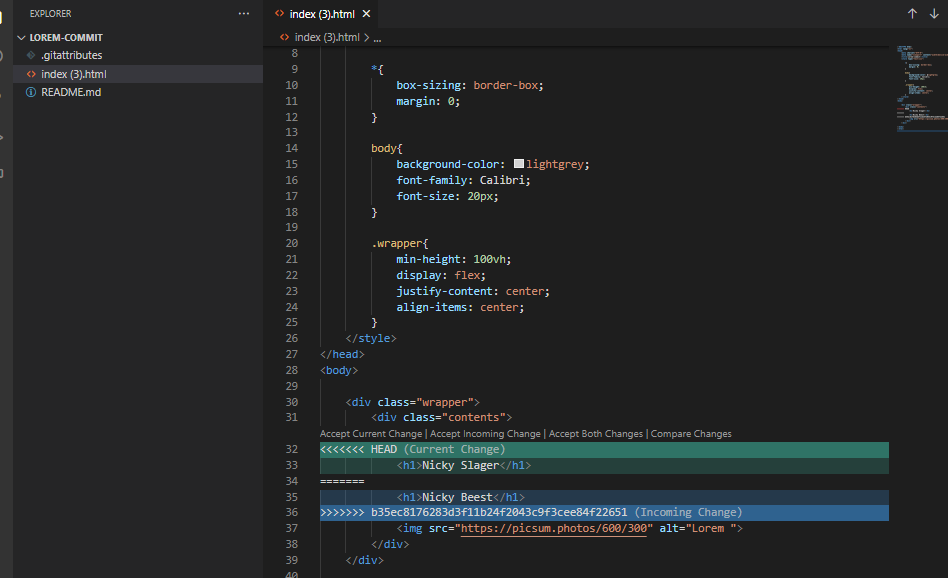 EXPLORER
...
LOREM-COMMIT
.gitattributes
index (3).html
README.md
index (3).html
index (3).html > ...
8
9 *{
10 box-sizing: border-box;
11 margin: 0;
12 }
13
14 body{
15 background-color: lightgrey;
16 font-family: Calibri;
17 font-size: 20px;
18 }
19
20 .wrapper{
21 min-height: 100vh;
22 display: flex;
23 justify-content: center;
24 align-items: center;
25 }
26 </style>
27 </head>
28 <body>
29
30 <div class="wrapper">
31 <div class="contents">
Accept Current Change | Accept Incoming Change | Accept Both Changes | Compare Changes
32 <<<<<<< HEAD (Current Change)
33 <h1>Nicky Slager</h1>
34 =======
35 <h1>Nicky Beest</h1>
36 >>>>>>> b35ec8176283d3f11b24f2043c9f3cee84f22651 (Incoming Change)
37 <img src="https://picsum.photos/600/300" alt="Lorem ">
38 </div>
39 </div>
40